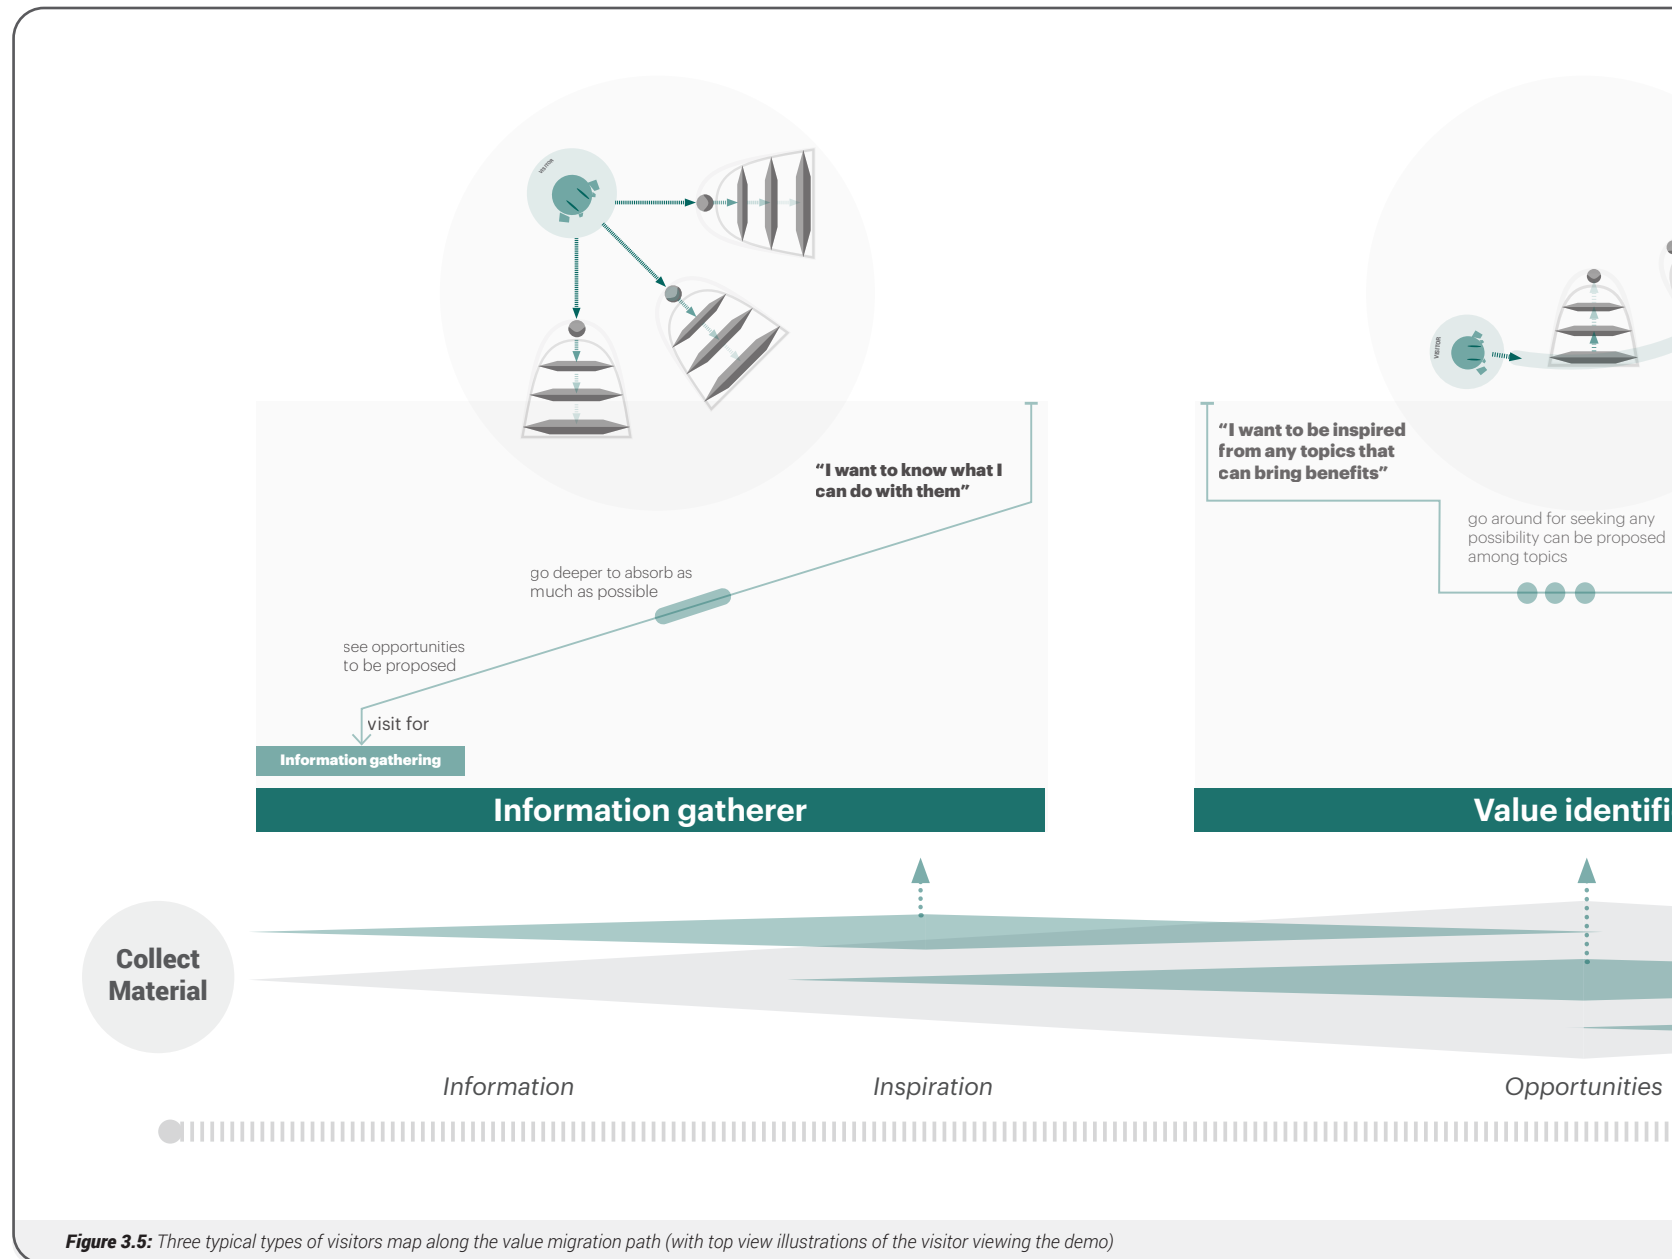 VISITOR
VISITOR
“I want to know what I
can do with them”
go deeper to absorb as
much as possible
see opportunities
to be proposed
visit for
Information gathering
Information gatherer
“I want to be inspired
from any topics that
can bring benefits”
go around for seeking any
possibility can be proposed
among topics
Value identifi
Collect
Material
Information
Inspiration
Opportunities
Figure 3.5: Three typical types of visitors map along the value migration path (with top view illustrations of the visitor viewing the demo)